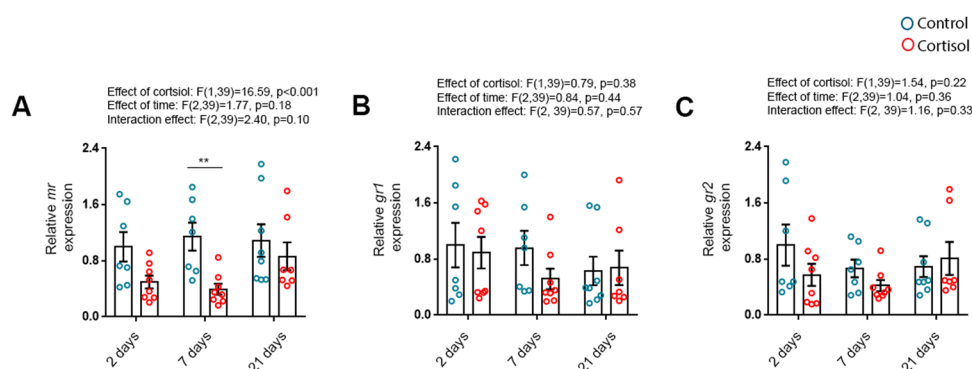 Control
Cortisol
A
Effect of cortsiol: F(1,39)=16.59, p<0.001
Effect of time: F(2,39)=1.77, p=0.18
Interaction effect: F(2,39)=2.40, p=0.10
B
Effect of cortisol: F(1,39)=0.79, p=0.38
Effect of time: F(2,39)=0.84, p=0.44
Interaction effect: F(2, 39)=0.57, p=0.57
C
Effect of cortisol: F(1,39)=1.54, p=0.22
Effect of time: F(2,39)=1.04, p=0.36
Interaction effect: F(2,39)=1.16, p=0.33
Relative mr
expression
2.4
1.6
0.8
0.0
**
2 days
7 days
21 days
Relative gr1
expression
2.4
1.6
0.8
0.0
2 days
7 days
21 days
Relative gr2
expression
2.4
1.6
0.8
0.0
2 days
7 days
21 days